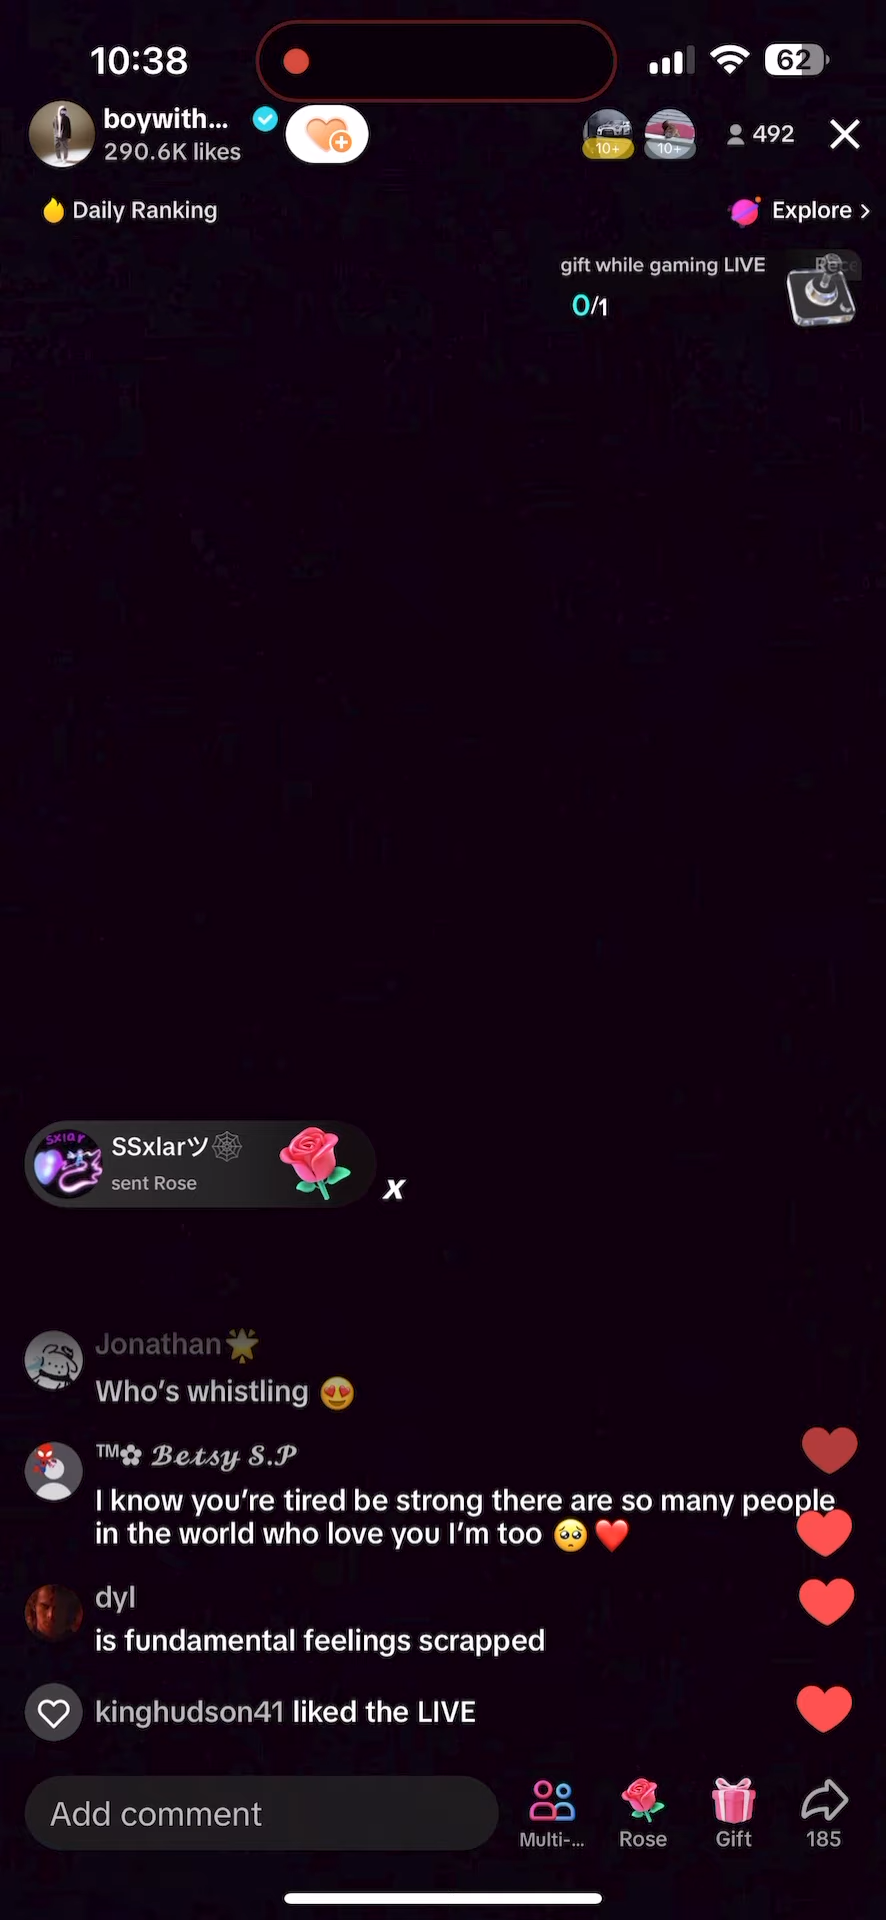 10:38
62
boywith...
290.6K likes
10+
10+
492
Daily Ranking
Explore >
gift while gaming LIVE
0/1
sxlar
SSxlarツ🕸️
sent Rose
x
Jonathan🌟
Who's whistling 😍
™✿ 𝓑𝓮𝓽𝓼𝔂 𝓢.𝓟
I know you're tired be strong there are so many people
in the world who love you I'm too 🥺❤️
dyl
is fundamental feelings scrapped
kinghudson41 liked the LIVE
Add comment
Multi-...
Rose
Gift
185